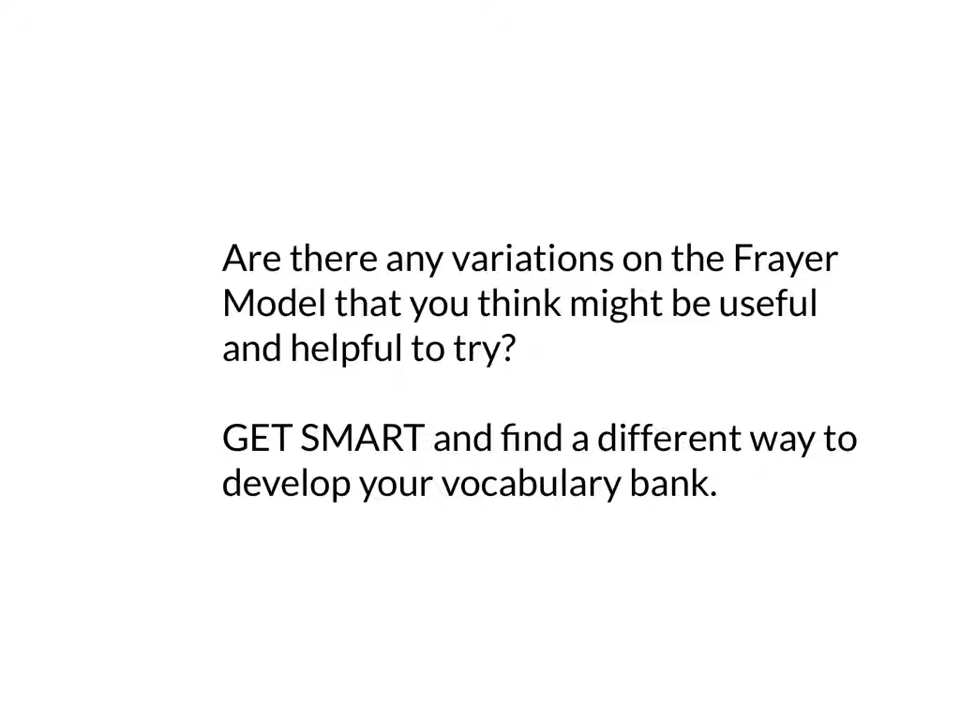 Are there any variations on the Frayer
Model that you think might be useful
and helpful to try?
GET SMART and find a different way to
develop your vocabulary bank.